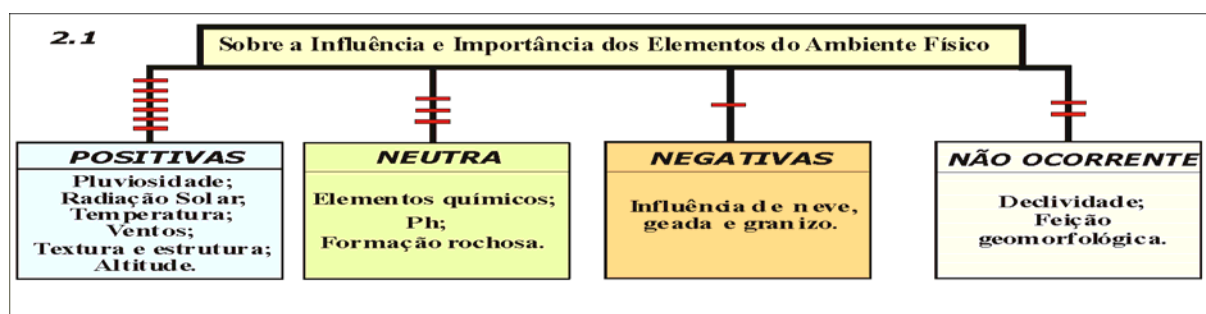 2.1
Sobre a Influência e Importância dos Elementos do Ambiente Físico
POSITIVAS
Pluviosidade;
Radiação Solar;
Temperatura;
Ventos;
Textura e estrutura;
Altitude.
NEUTRA
Elementos químicos;
Ph;
Formação rochosa.
NEGATIVAS
Influência de neve,
geada e granizo.
NÃO OCORRENTE
Declividade;
Feição
geomorfológica.